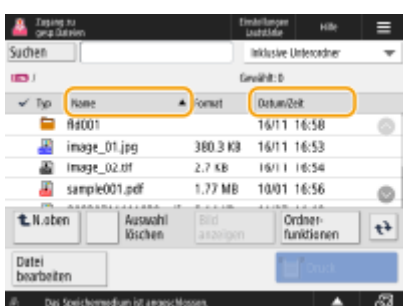 Zugang zu
gesp.Dateien
Einstellungen
Lautstärke
Hilfe
Suchen
Inklusive Unterordner
/
Gewählt: 0
Typ Name Format Datum/Zeit
fld001 16/11 16:58
image_01.jpg 380.3 KB 16/11 16:53
image_02.tif 2.7 KB 16/11 16:54
sample001.pdf 1.77 MB 10/01 16:56
N.oben
Auswahl
löschen
Bild
anzeigen
Ordner-
funktionen
Datei
bearbeiten
Druck
Das Speichermedium ist angeschlossen.